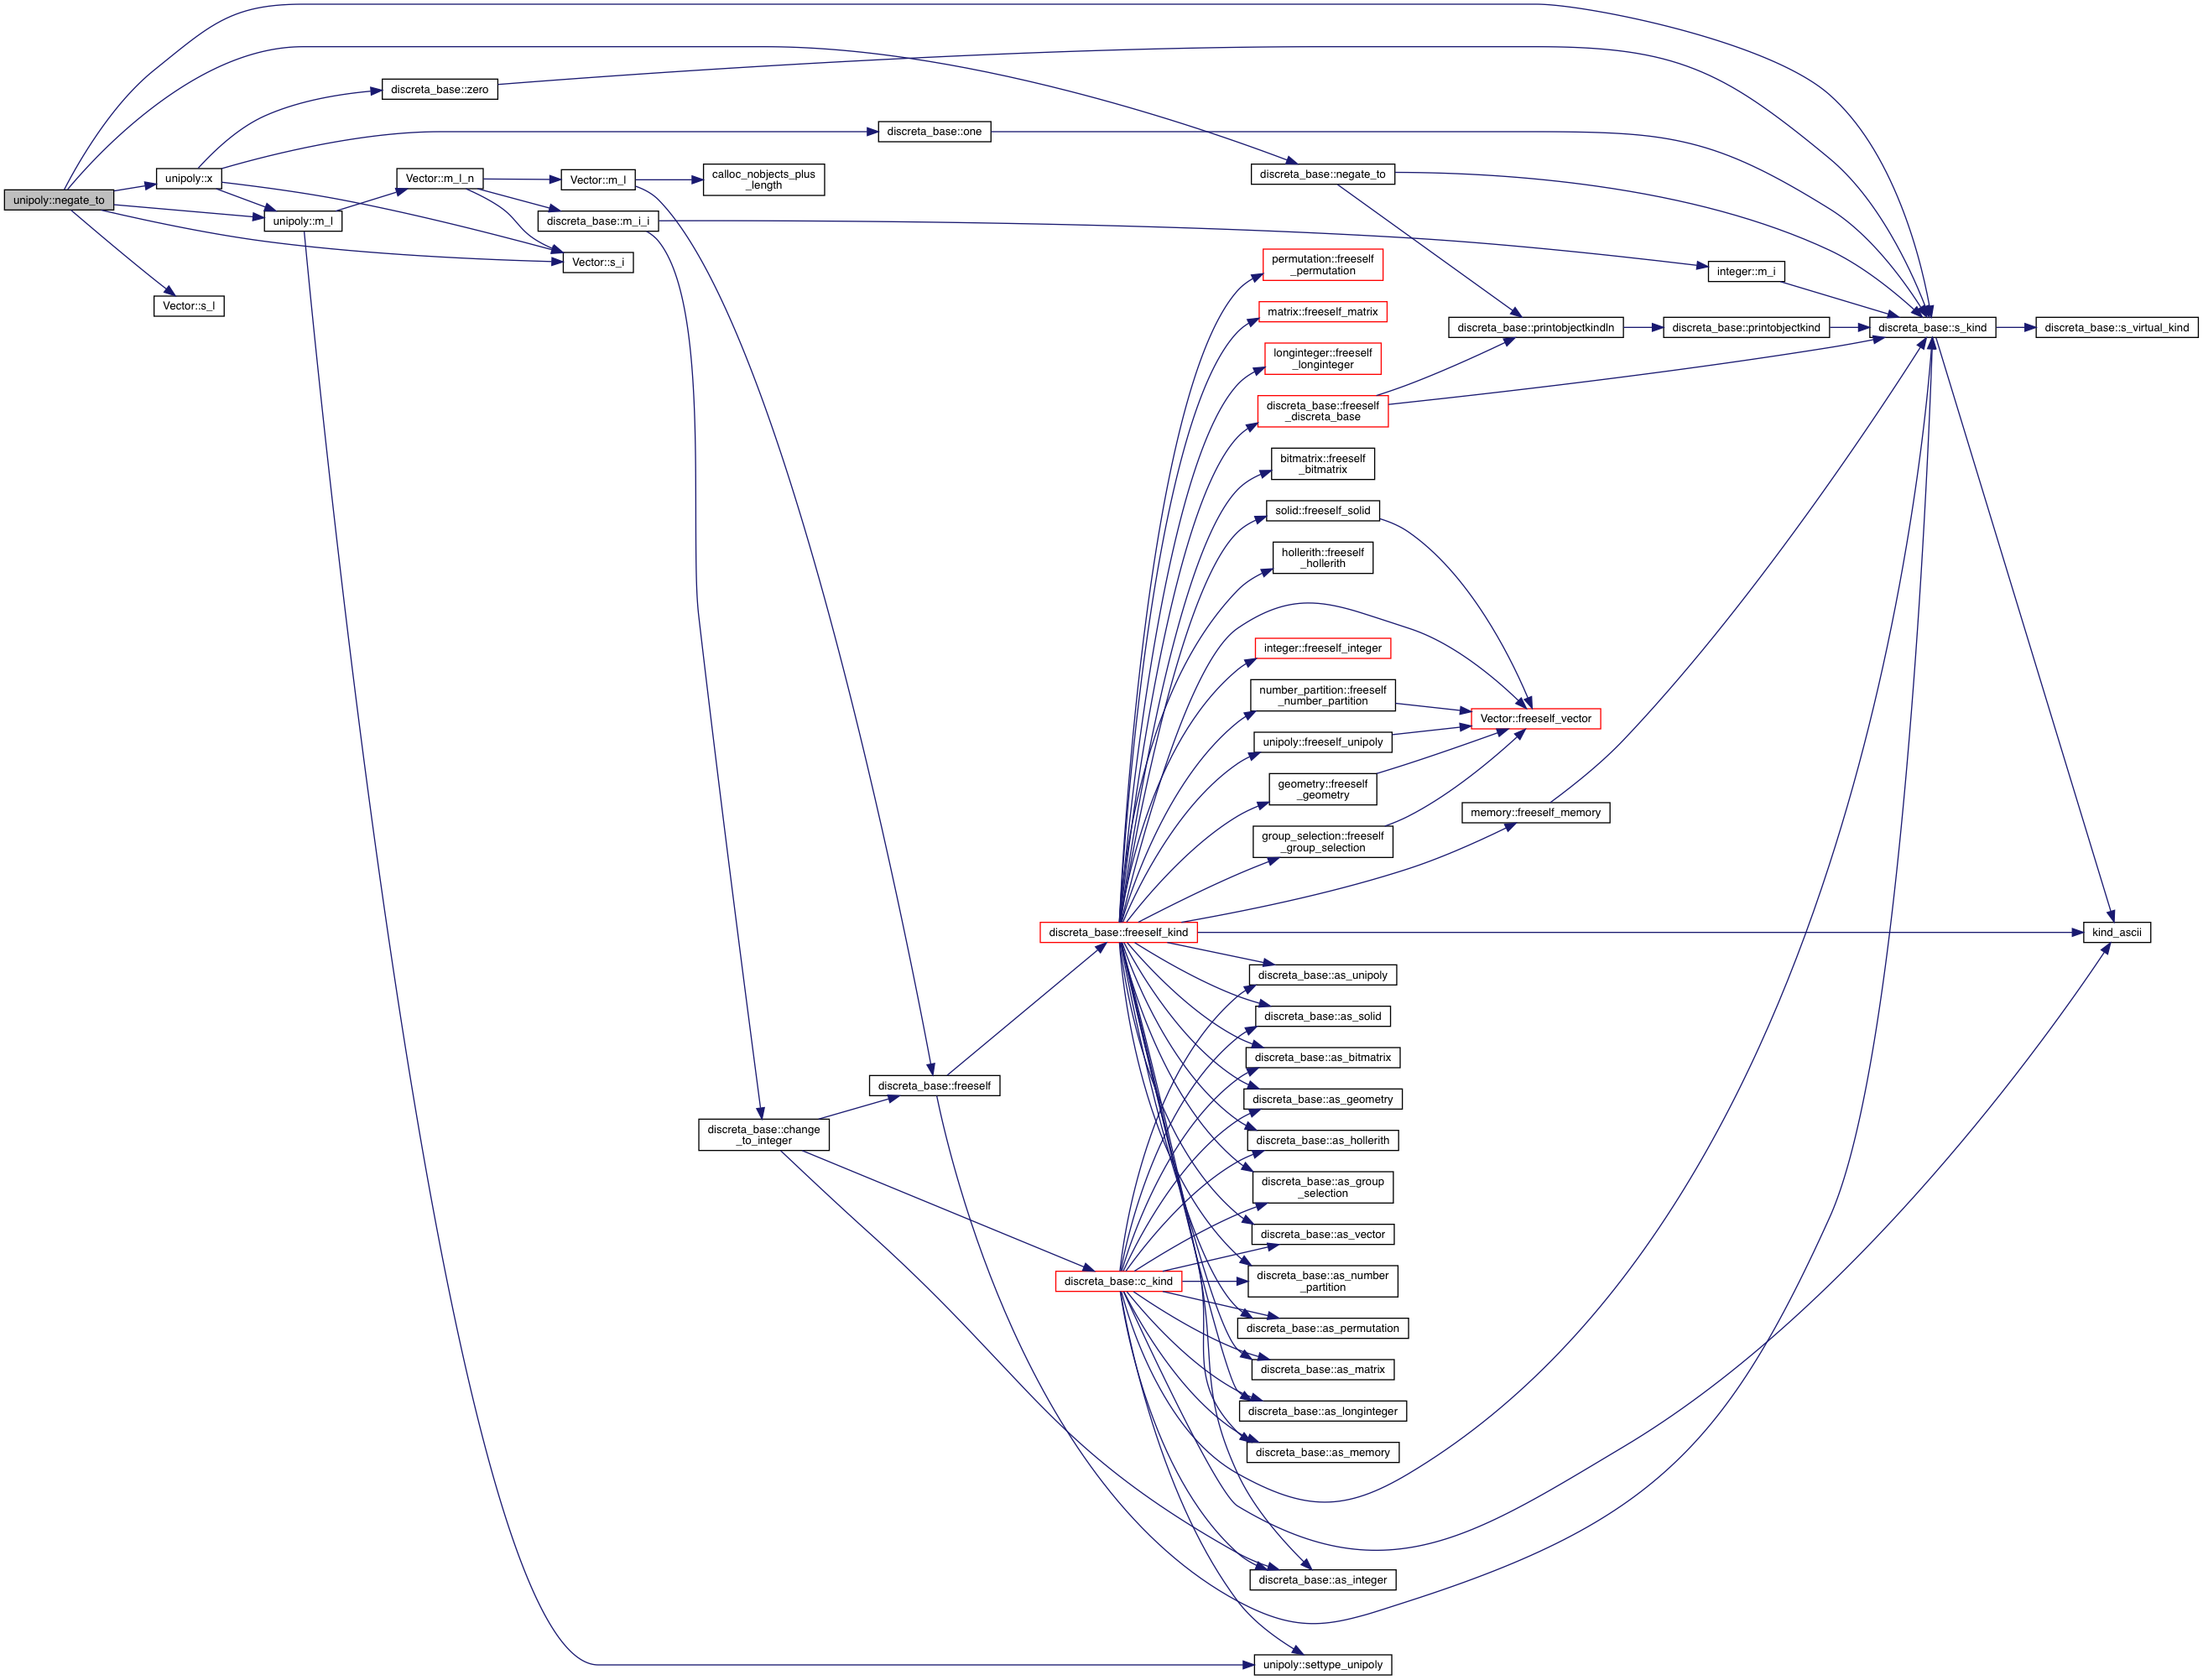 discreta_base::zero
discreta_base::one
unipoly::x
Vector::m_l_n
Vector::m_l
calloc_nobjects_plus
_length
discreta_base::negate_to
unipoly::negate_to
unipoly::m_l
discreta_base::m_i_i
Vector::s_i
permutation::freeself
_permutation
integer::m_i
Vector::s_l
matrix::freeself_matrix
discreta_base::printobjectkindln
discreta_base::printobjectkind
discreta_base::s_kind
discreta_base::s_virtual_kind
longinteger::freeself
_longinteger
discreta_base::freeself
_discreta_base
bitmatrix::freeself
_bitmatrix
solid::freeself_solid
hollerith::freeself
_hollerith
integer::freeself_integer
number_partition::freeself
_number_partition
Vector::freeself_vector
unipoly::freeself_unipoly
geometry::freeself
_geometry
memory::freeself_memory
group_selection::freeself
_group_selection
discreta_base::freeself_kind
kind_ascii
discreta_base::as_unipoly
discreta_base::as_solid
discreta_base::as_bitmatrix
discreta_base::freeself
discreta_base::as_geometry
discreta_base::change
_to_integer
discreta_base::as_hollerith
discreta_base::as_group
_selection
discreta_base::as_vector
discreta_base::c_kind
discreta_base::as_number
_partition
discreta_base::as_permutation
discreta_base::as_matrix
discreta_base::as_longinteger
discreta_base::as_memory
discreta_base::as_integer
unipoly::settype_unipoly